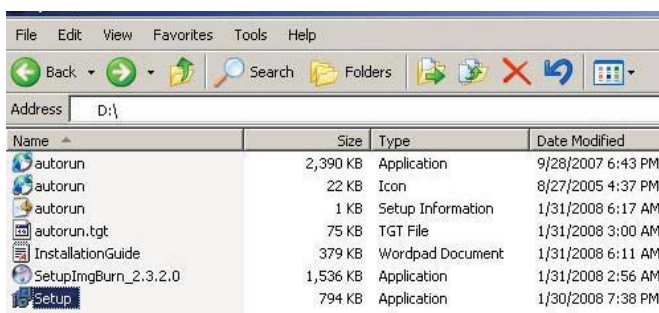 File Edit View Favorites Tools Help
Back Search Folders
Address D:\
Name Size Type Date Modified
autorun 2,390 KB Application 9/28/2007 6:43 PM
autorun 22 KB Icon 8/27/2005 4:37 PM
autorun 1 KB Setup Information 1/31/2008 6:17 AM
autorun.tgt 75 KB TGT File 1/31/2008 3:00 AM
InstallationGuide 379 KB Wordpad Document 1/31/2008 6:11 AM
SetupImgBurn_2.3.2.0 1,536 KB Application 1/31/2008 2:56 AM
Setup 794 KB Application 1/30/2008 7:38 PM